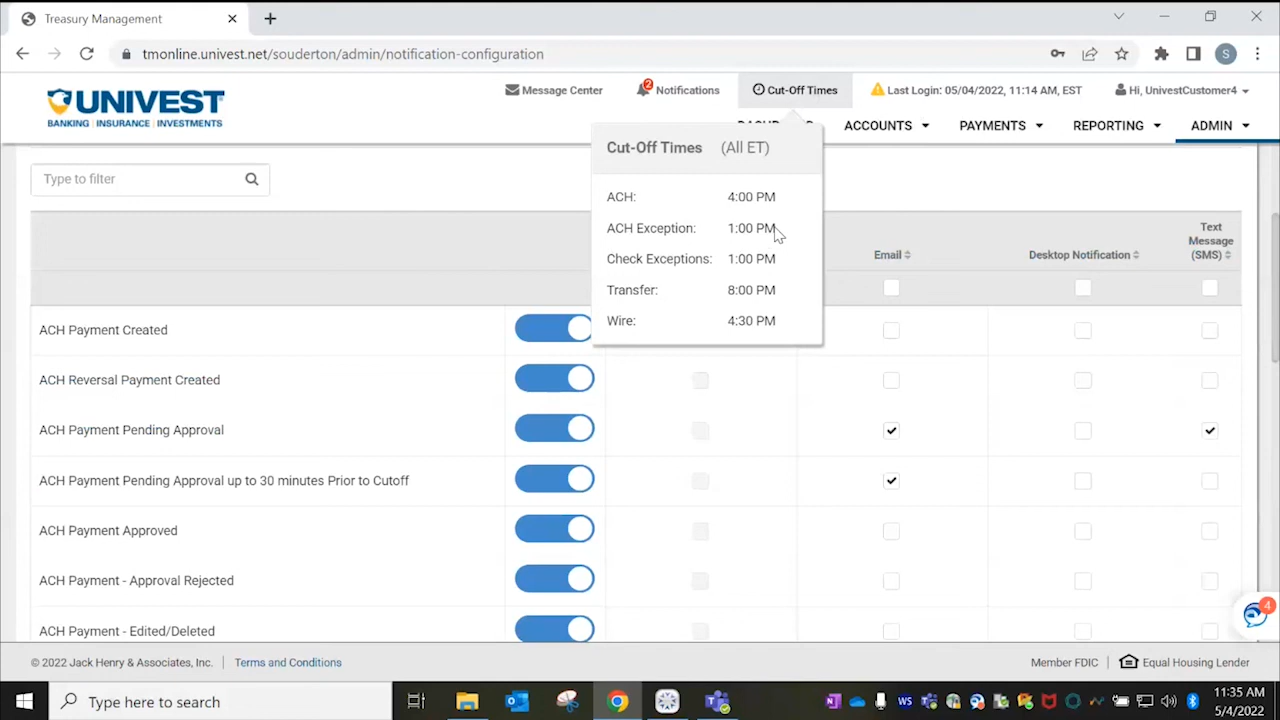 Treasury Management
tmonline.univest.net/souderton/admin/notification-configuration
S
UNIVEST
BANKING | INSURANCE | INVESTMENTS
Message Center
2
Notifications
Cut-Off Times
Last Login: 05/04/2022, 11:14 AM, EST
Hi, UnivestCustomer4
ACCOUNTS
PAYMENTS
REPORTING
ADMIN
Cut-Off Times (All ET)
ACH: 4:00 PM
ACH Exception: 1:00 PM
Check Exceptions: 1:00 PM
Transfer: 8:00 PM
Wire: 4:30 PM
Type to filter
Email
Desktop Notification
Text
Message
(SMS)
ACH Payment Created
ACH Reversal Payment Created
ACH Payment Pending Approval
ACH Payment Pending Approval up to 30 minutes Prior to Cutoff
ACH Payment Approved
ACH Payment - Approval Rejected
ACH Payment - Edited/Deleted
4
© 2022 Jack Henry & Associates, Inc.
Terms and Conditions
Member FDIC
Equal Housing Lender
Type here to search
WS
11:35 AM
5/4/2022